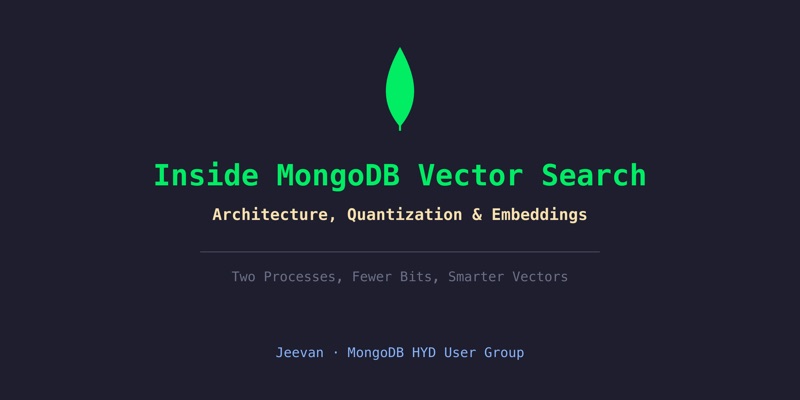 Inside MongoDB Vector Search
Architecture, Quantization & Embeddings
Two Processes, Fewer Bits, Smarter Vectors
Jeevan · MongoDB HYD User Group